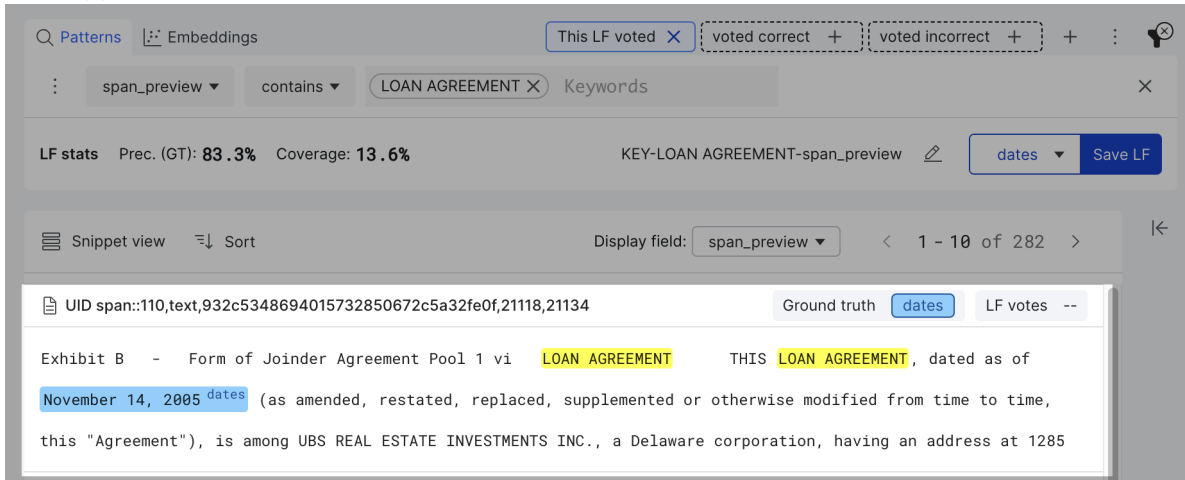 Patterns Embeddings This LF voted voted correct + voted incorrect + +
span_preview contains LOAN AGREEMENT Keywords
LF stats Prec. (GT): 83.3% Coverage: 13.6% KEY-LOAN AGREEMENT-span_preview dates Save LF
Snippet view Sort Display field: span_preview < 1 - 10 of 282 >
UID span::110,text,932c5348694015732850672c5a32fe0f,21118,21134 Ground truth dates LF votes --
Exhibit B - Form of Joinder Agreement Pool 1 vi LOAN AGREEMENT THIS LOAN AGREEMENT, dated as of
November 14, 2005 dates (as amended, restated, replaced, supplemented or otherwise modified from time to time,
this "Agreement"), is among UBS REAL ESTATE INVESTMENTS INC., a Delaware corporation, having an address at 1285